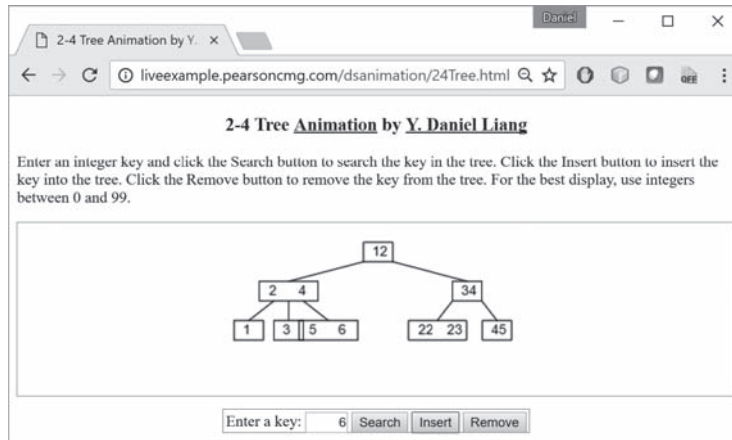 Daniel
2-4 Tree Animation by Y.
liveexample.pearsoncmg.com/dsanimation/24Tree.html
OFF
2-4 Tree Animation by Y. Daniel Liang
Enter an integer key and click the Search button to search the key in the tree. Click the Insert button to insert the
key into the tree. Click the Remove button to remove the key from the tree. For the best display, use integers
between 0 and 99.
12
2 4
34
1
3
5 6
22 23
45
Enter a key: 6 Search Insert Remove